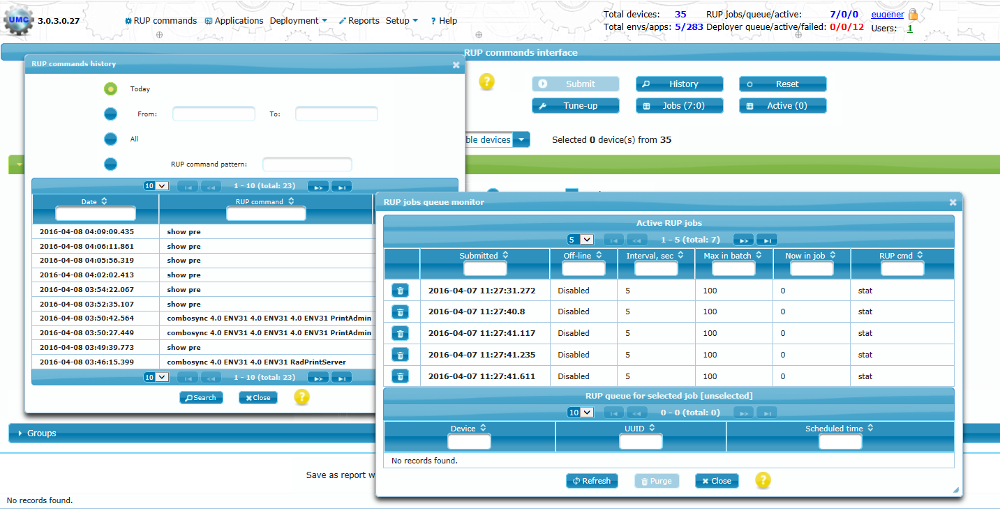 UMC 3.0.3.0.27 RUP commands Applications Deployment Reports Setup ? Help
Total devices: 35 RUP jobs/queue/active: 7/0/0 eugener
Total envs/apps: 5/283 Deployer queue/active/failed: 0/0/12 Users: 1
RUP commands interface
RUP commands history
Today
From: To:
All
RUP command pattern:
10 1 - 10 (total: 23)
Date RUP command
2016-04-08 04:09:09.435 show pre
2016-04-08 04:06:11.861 show pre
2016-04-08 04:05:56.319 show pre
2016-04-08 04:02:02.413 show pre
2016-04-08 03:54:22.067 show pre
2016-04-08 03:52:35.107 show pre
2016-04-08 03:50:42.564 combosync 4.0 ENV31 4.0 ENV31 4.0 ENV31 PrintAdmin
2016-04-08 03:50:27.449 combosync 4.0 ENV31 4.0 ENV31 4.0 ENV31 PrintAdmin
2016-04-08 03:49:39.773 show pre
2016-04-08 03:46:15.399 combosync 4.0 ENV31 4.0 ENV31 RadPrintServer
10 1 - 10 (total: 23)
Search Close ?
? Submit History Reset
Tune-up Jobs (7:0) Active (0)
ble devices Selected 0 device(s) from 35
RUP jobs queue monitor
Active RUP jobs
5 1 - 5 (total: 7)
Submitted Off-line Interval, sec Max in batch Now in job RUP cmd
2016-04-07 11:27:31.272 Disabled 5 100 0 stat
2016-04-07 11:27:40.8 Disabled 5 100 0 stat
2016-04-07 11:27:41.117 Disabled 5 100 0 stat
2016-04-07 11:27:41.235 Disabled 5 100 0 stat
2016-04-07 11:27:41.611 Disabled 5 100 0 stat
RUP queue for selected job [unselected]
10 0 - 0 (total: 0)
Device UUID Scheduled time
No records found.
Refresh Purge Close ?
Groups
Save as report w
No records found.